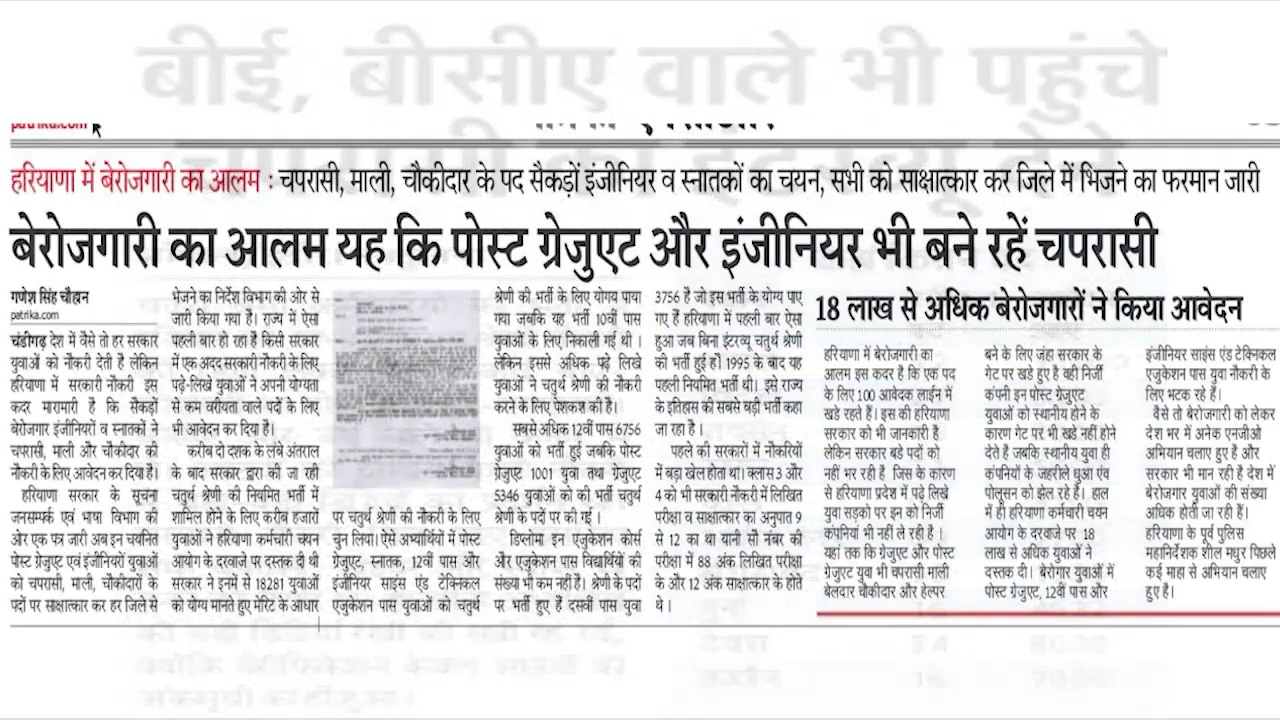 बीई, बीसीए वाले भी पहुंचे
patrika.com
हरियाणा में बेरोजगारी का आलम : चपरासी, माली, चौकीदार के पद सैकड़ों इंजीनियर व स्नातकों का चयन, सभी को साक्षात्कार कर जिले में भिजने का फरमान जारी
बेरोजगारी का आलम यह कि पोस्ट ग्रेजुएट और इंजीनियर भी बने रहें चपरासी
गणेश सिंह चौहान
patrika.com
चंडीगढ़ देश में वैसे तो हर सरकार
युवाओं को नौकरी देती है लेकिन
हरियाणा में सरकारी नौकरी इस
कदर मारामारी है कि सैकड़ों
बेरोजगार इंजीनियरों व स्नातकों ने
चपरासी, माली और चौकीदार की
नौकरी के लिए आवेदन कर दिया है।
हरियाणा सरकार के सूचना
जनसम्पर्क एवं भाषा विभाग की
और एक पत्र जारी अब इन चयनित
पोस्ट ग्रेजुएट एवं इंजीनियरों युवाओं
को चपरासी, माली, चौकीदारों के
पदों पर साक्षात्कार कर हर जिले से
भेजने का निर्देश विभाग की ओर से
जारी किया गया है। राज्य में ऐसा
पहली बार हो रहा है किसी सरकार
में एक अदद सरकारी नौकरी के लिए
पढ़े-लिखे युवाओं ने अपनी योग्यता
से कम वरीयता वाले पदों के लिए
भी आवेदन कर दिया है।
करीब दो दशक के लंबे अंतराल
के बाद सरकार द्वारा की जा रही
चतुर्थ श्रेणी की नियमित भर्ती में
शामिल होने के लिए करीब हजारों
युवाओं ने हरियाणा कर्मचारी चयन
आयोग के दरवाजे पर दस्तक दी थी
सरकार ने इनमें से 18281 युवाओं
को योग्य मानते हुए मेरिट के आधार
पर चतुर्थ श्रेणी की नौकरी के लिए
चुन लिया। ऐसे अभ्यार्थियों में पोस्ट
ग्रेजुएट, स्नातक, 12वीं पास और
इंजीनियर साइंस एंड टेक्निकल
एजुकेशन पास युवाओं को चतुर्थ
श्रेणी की भर्ती के लिए योगय पाया
गया जबकि यह भर्ती 10वीं पास
युवाओं के लिए निकाली गई थी ।
लेकिन इससे अधिक पढ़े लिखे
युवाओं ने चतुर्थ श्रेणी की नौकरी
करने के लिए पेशकश की है।
सबसे अधिक 12वीं पास 6756
युवाओं को भर्ती हुई जबकि पोस्ट
ग्रेजुएट 1001 युवा तथा ग्रेजुएट
5346 युवाओं को की भर्ती चतुर्थ
श्रेणी के पदों पर की गई ।
डिप्लोमा इन एजुकेशन कोर्स
और एजुकेशन पास विद्यार्थियों की
संख्या भी कम नहीं है। श्रेणी के पदों
पर भर्ती हुए हैं दसवीं पास युवा
3756 है जो इस भर्ती के योग्य पाए
गए हैं हरियाणा में पहली बार ऐसा
हुआ जब बिना इंटरव्यू चतुर्थ श्रेणी
को भर्ती हुई हो 1995 के बाद यह
पहली नियमित भर्ती थी। इसे राज्य
के इतिहास की सबसे बड़ी भर्ती कहा
जा रहा है ।
पहले की सरकारों में नौकरियों
में बड़ा खेल होता था। क्लास 3 और
4 को भी सरकारी नौकरी में लिखित
परीक्षा व साक्षात्कार का अनुपात 9
से 12 का था यानी सौ नंबर की
परीक्षा में 88 अंक लिखित परीक्षा
के और 12 अंक साक्षात्कार के होते
थे ।
18 लाख से अधिक बेरोजगारों ने किया आवेदन
हरियाणा में बेरोजगारी का
आलम इस कदर है कि एक पद
के लिए 100 आवेदक लाईन में
खडे रहते हैं। इस की हरियाणा
सरकार को भी जानकारी है
लेकिन सरकार बडे पदों को
नहीं भर रही है जिस के कारण
से हरियाणा प्रदेश में पढे लिखे
युवा सड़को पर इन को निर्जी
कंपनियां भी नहीं ले रही है ।
यहां तक कि ग्रेजुएट और पोस्ट
ग्रेजुएट युवा भी चपरासी माली
बेलदार चौकीदार और हेल्पर
बने के लिए जंहा सरकार के
गेट पर खडे हुए है वही निर्जी
कंपनी इन पोस्ट ग्रेजुएट
युवाओं को स्थानीय होने के
कारण गेट पर भी खडे नहीं होने
देते है जबकि स्थानीय युवा ही
कंपनियों के जहरीले धुआ एंव
पोलूसन को झेल रहे है। हाल
में ही हरियाणा कर्मचारी चयन
आयोग के दरवाजे पर 18
लाख से अधिक युवाओं ने
दस्तक दी। बेरोगार युवाओं में
पोस्ट ग्रेजुएट, 12वीं पास और
इंजीनियर साइंस एंड टेक्निकल
एजुकेशन पास युवा नौकरी के
लिए भटक रहे हैं।
वैसे तो बेरोजगारी को लेकर
देश भर में अनेक एनजीओ
अभियान चलाए हुए है और
सरकार भी मान रही है देश में
बेरोजगार युवाओं की संख्या
अधिक होती जा रही हैं।
हरियाणा के पूर्व पुलिस
महानिर्देशक शील मधुर पिछले
कई माहा से अभियान चलाए
हुए है।